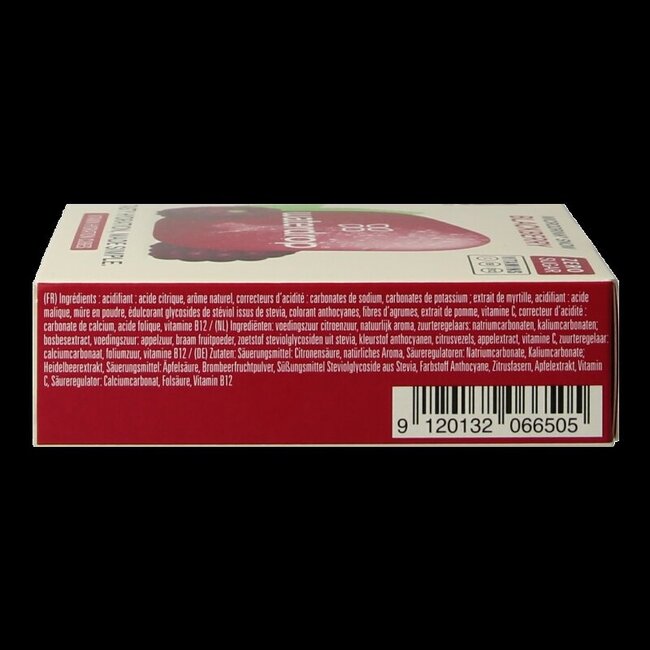 BLACKBERRY
ZERO
SUGAR
VITAMINS
waterdrop
(FR) Ingrédients : acidifiant : acide citrique, arôme naturel, correcteurs d'acidité : carbonates de sodium, carbonates de potassium ; extrait de myrtille, acidifiant : acide
malique, mûre en poudre, édulcorant glycosides de stéviol issus de stevia, colorant anthocyanes, fibres d'agrumes, extrait de pomme, vitamine C, correcteur d'acidité :
carbonate de calcium, acide folique, vitamine B12 / (NL) Ingrediënten: voedingszuur citroenzuur, natuurlijk aroma, zuurteregelaars: natriumcarbonaten, kaliumcarbonaten;
bosbesextract, voedingszuur: appelzuur, braam fruitpoeder, zoetstof steviolglycosiden uit stevia, kleurstof anthocyanen, citrusvezels, appelextract, vitamine C, zuurteregelaar:
calciumcarbonaat, foliumzuur, vitamine B12 / (DE) Zutaten: Säuerungsmittel: Citronensäure, natürliches Aroma, Säureregulatoren: Natriumcarbonate, Kaliumcarbonate;
Heidelbeerextrakt, Säuerungsmittel: Äpfelsäure, Brombeerfruchtpulver, Süßungsmittel Steviolglycoside aus Stevia, Farbstoff Anthocyane, Zitrusfasern, Apfelextrakt, Vitamin
C, Säureregulator: Calciumcarbonat, Folsäure, Vitamin B12
9 120132 066505